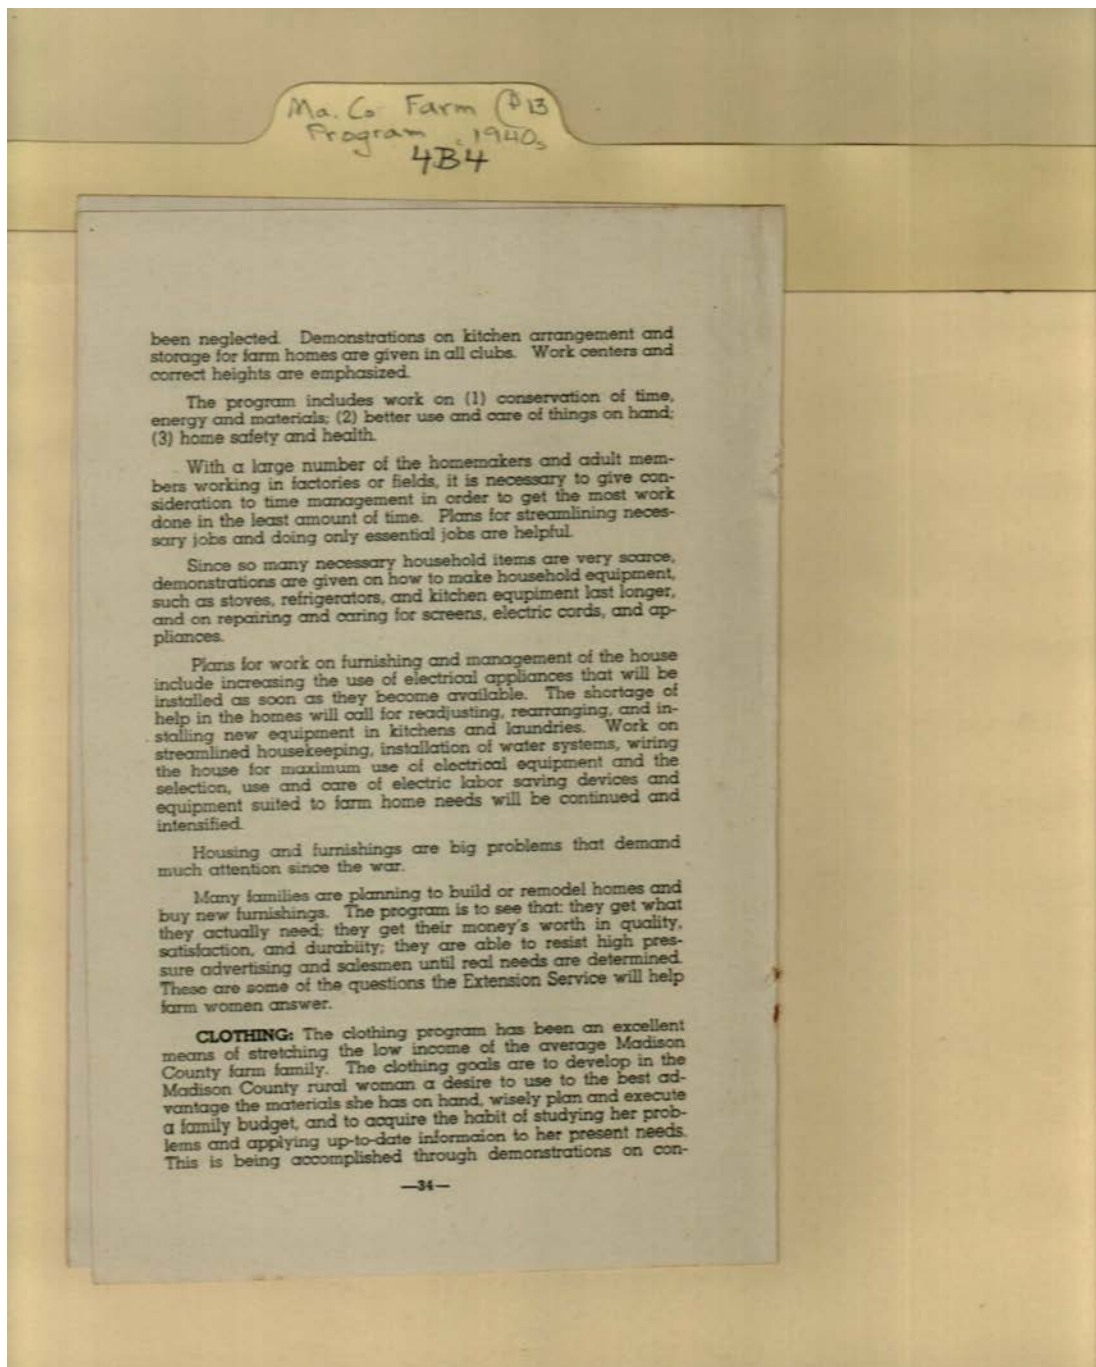 Ma. Co Farm P 13
Program 1940s
4B4
been neglected. Demonstrations on kitchen arrangement and
storage for farm homes are given in all clubs. Work centers and
correct heights are emphasized.
The program includes work on (1) conservation of time,
energy and materials; (2) better use and care of things on hand;
(3) home safety and health.
With a large number of the homemakers and adult mem-
bers working in factories or fields, it is necessary to give con-
sideration to time management in order to get the most work
done in the least amount of time. Plans for streamlining neces-
sary jobs and doing only essential jobs are helpful.
Since so many necessary household items are very scarce,
demonstrations are given on how to make household equipment,
such as stoves, refrigerators, and kitchen equpiment last longer,
and on repairing and caring for screens, electric cords, and ap-
pliances.
Plans for work on furnishing and management of the house
include increasing the use of electrical appliances that will be
installed as soon as they become available. The shortage of
help in the homes will call for readjusting, rearranging, and in-
stalling new equipment in kitchens and laundries. Work on
streamlined housekeeping, installation of water systems, wiring
the house for maximum use of electrical equipment and the
selection, use and care of electric labor saving devices and
equipment suited to farm home needs will be continued and
intensified.
Housing and furnishings are big problems that demand
much attention since the war.
Many families are planning to build or remodel homes and
buy new furnishings. The program is to see that: they get what
they actually need; they get their money's worth in quality,
satisfaction, and durabiity; they are able to resist high pres-
sure advertising and salesmen until real needs are determined.
These are some of the questions the Extension Service will help
farm women answer.
CLOTHING: The clothing program has been an excellent
means of stretching the low income of the average Madison
County farm family. The clothing goals are to develop in the
Madison County rural woman a desire to use to the best ad-
vantage the materials she has on hand, wisely plan and execute
a family budget, and to acquire the habit of studying her prob-
lems and applying up-to-date informaion to her present needs.
This is being accomplished through demonstrations on con-
—34—